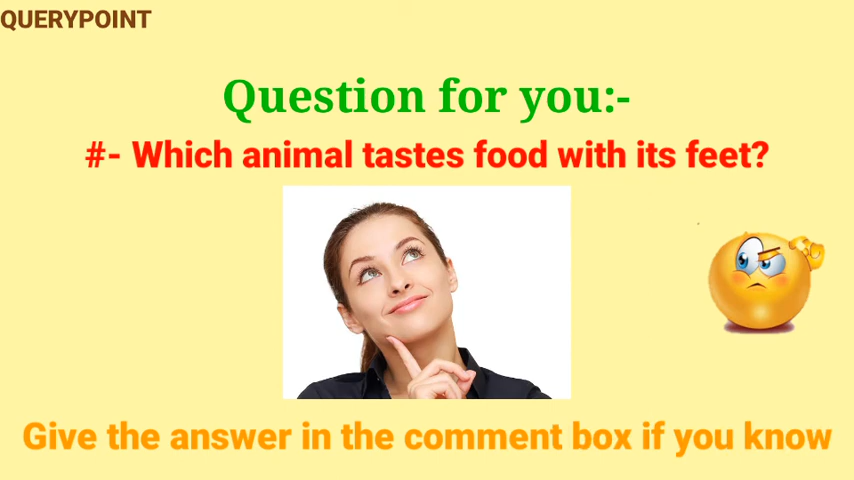 QUERYPOINT
Question for you:-
#- Which animal tastes food with its feet?
Give the answer in the comment box if you know